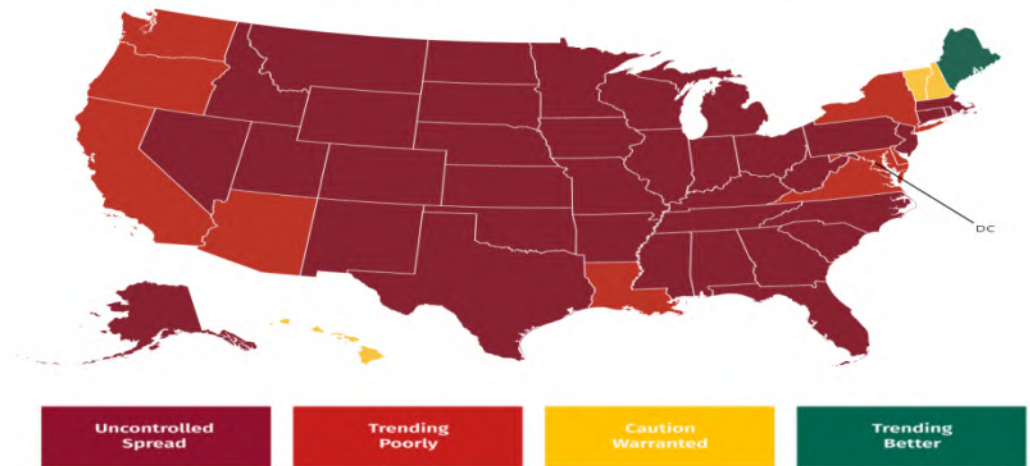 DC
Uncontrolled
Spread
Trending
Poorly
Caution
Warranted
Trending
Better